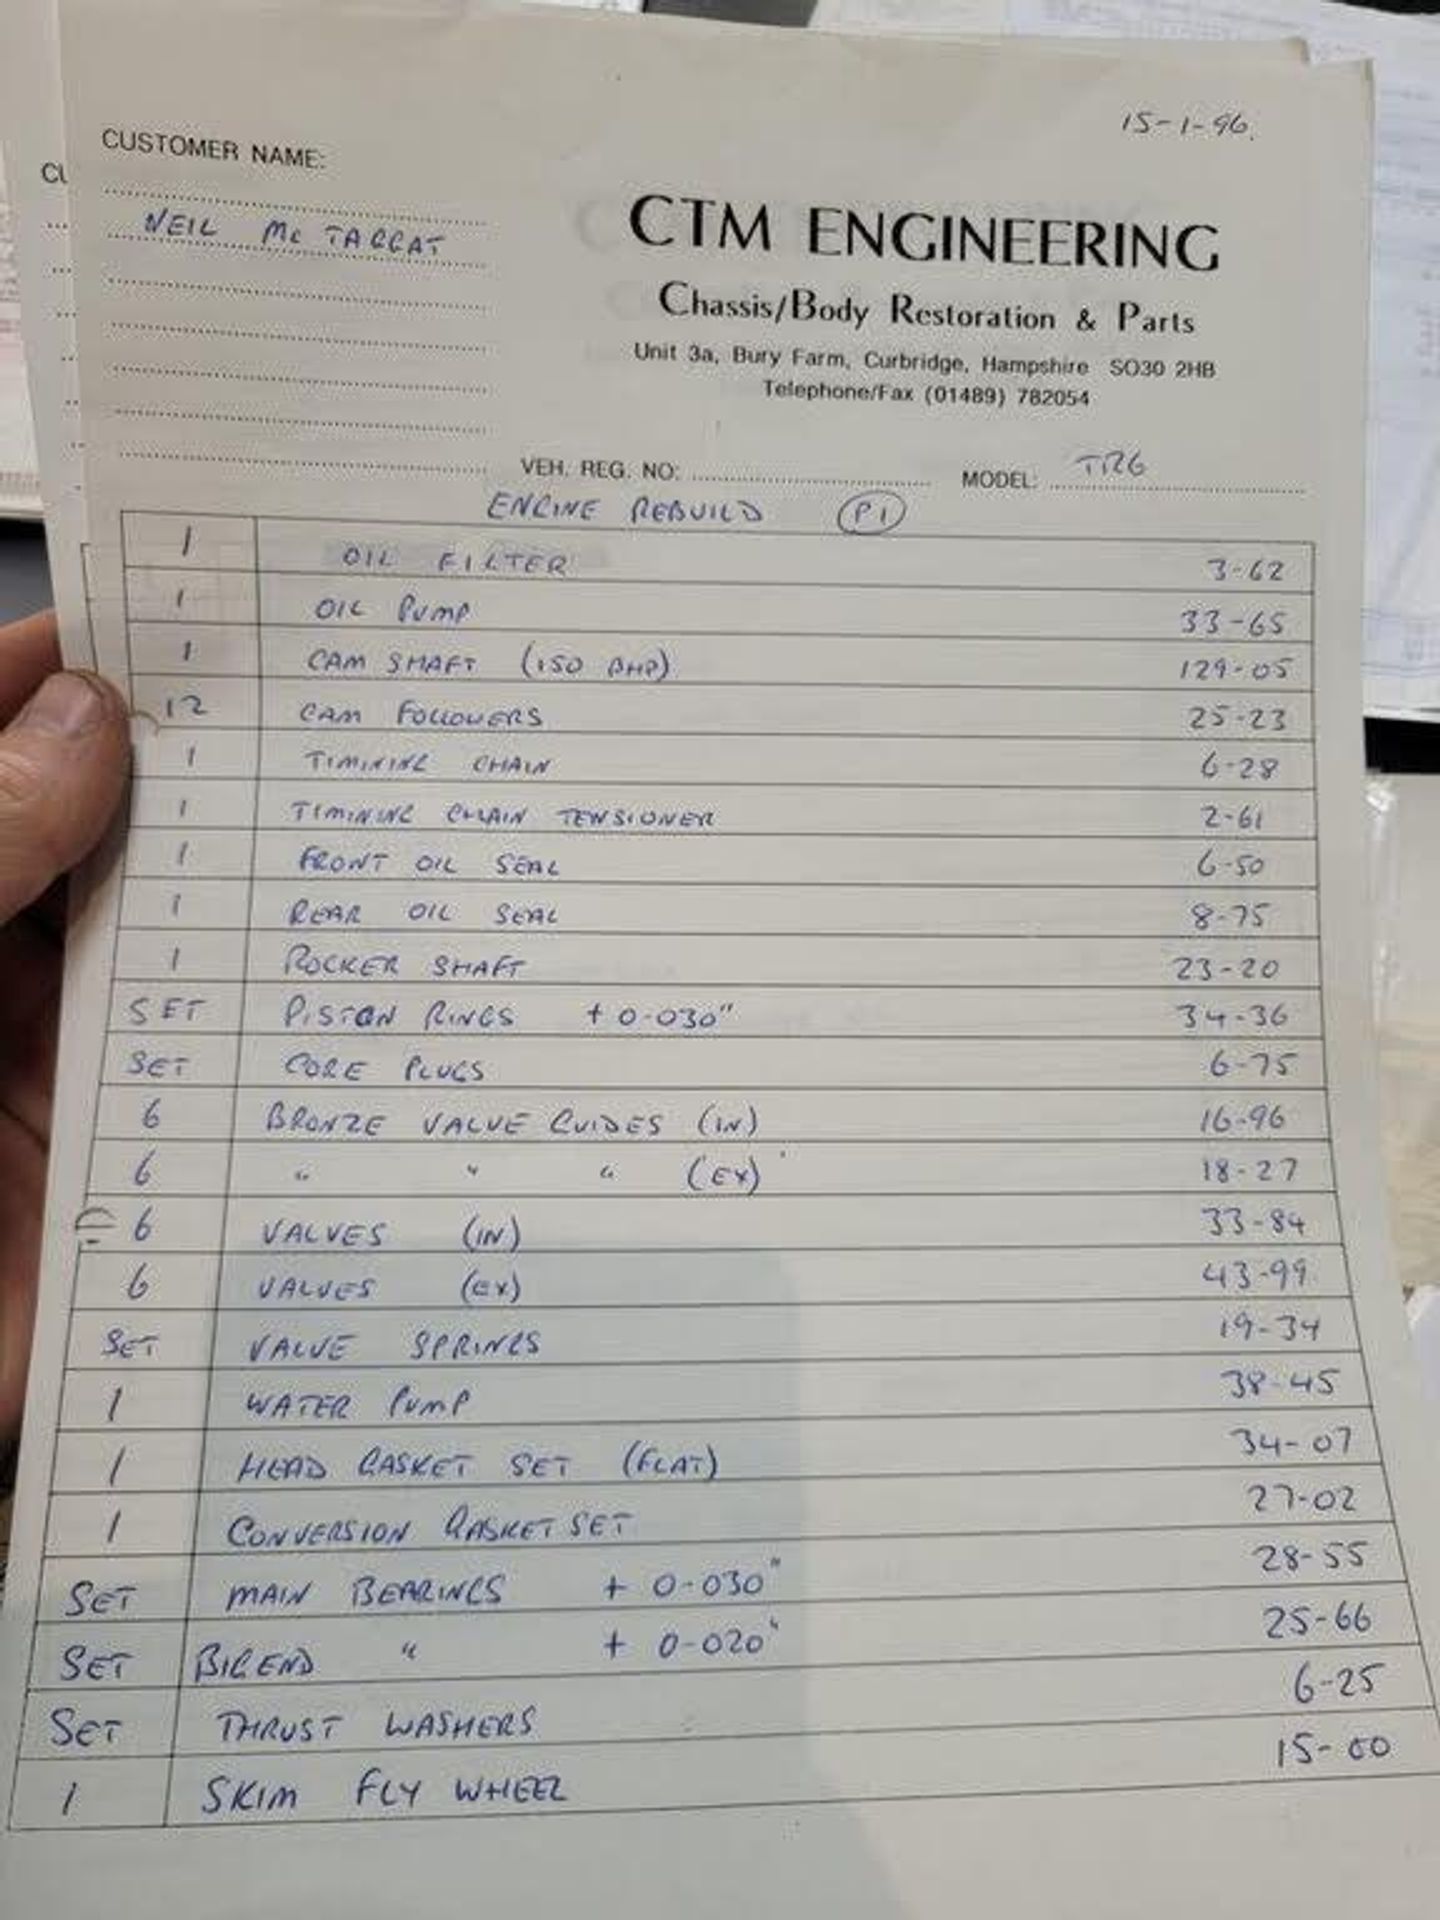 15-1-96.
CUSTOMER NAME:
NEIL Mc TAGGAT
CTM ENGINEERING
Chassis/Body Restoration & Parts
Unit 3a, Bury Farm, Curbridge, Hampshire SO30 2HB
Telephone/Fax (01489) 782054
VEH. REG. NO: MODEL: TR6
ENGINE REBUILD P1
1 OIL FILTER 3-62
1 OIL PUMP 33-65
1 CAM SHAFT (150 BHP) 129-05
12 CAM FOLLOWERS 25-23
1 TIMINING CHAIN 6-28
1 TIMINING CHAIN TENSIONER 2-61
1 FRONT OIL SEAL 6-50
1 REAR OIL SEAL 8-75
1 ROCKER SHAFT 23-20
SET PISTON RINGS + 0-030" 34-36
SET CORE PLUGS 6-75
6 BRONZE VALVE GUIDES (IN) 16-96
6 " " " (EX) 18-27
6 VALVES (IN) 33-84
6 VALVES (EX) 43-99
SET VALVE SPRINGS 19-34
1 WATER PUMP 38-45
1 HEAD GASKET SET (FLAT) 34-07
1 CONVERSION GASKET SET 27-02
SET MAIN BEARINGS + 0-030" 28-55
SET BIGEND " + 0-020" 25-66
SET THRUST WASHERS 6-25
1 SKIM FLY WHEEL 15-00